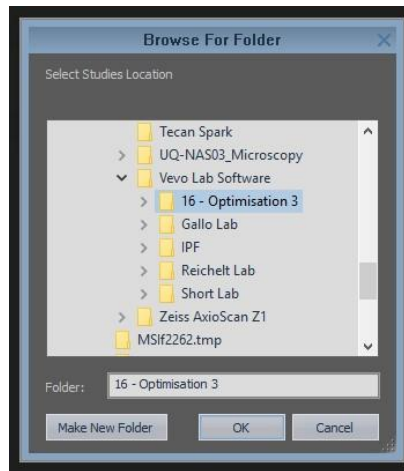 Browse For Folder
Select Studies Location
Tecan Spark
UQ-NAS03_Microscopy
Vevo Lab Software
16 - Optimisation 3
Gallo Lab
IPF
Reichelt Lab
Short Lab
Zeiss AxioScan Z1
MSIf2262.tmp
Folder: 16 - Optimisation 3
Make New Folder OK Cancel